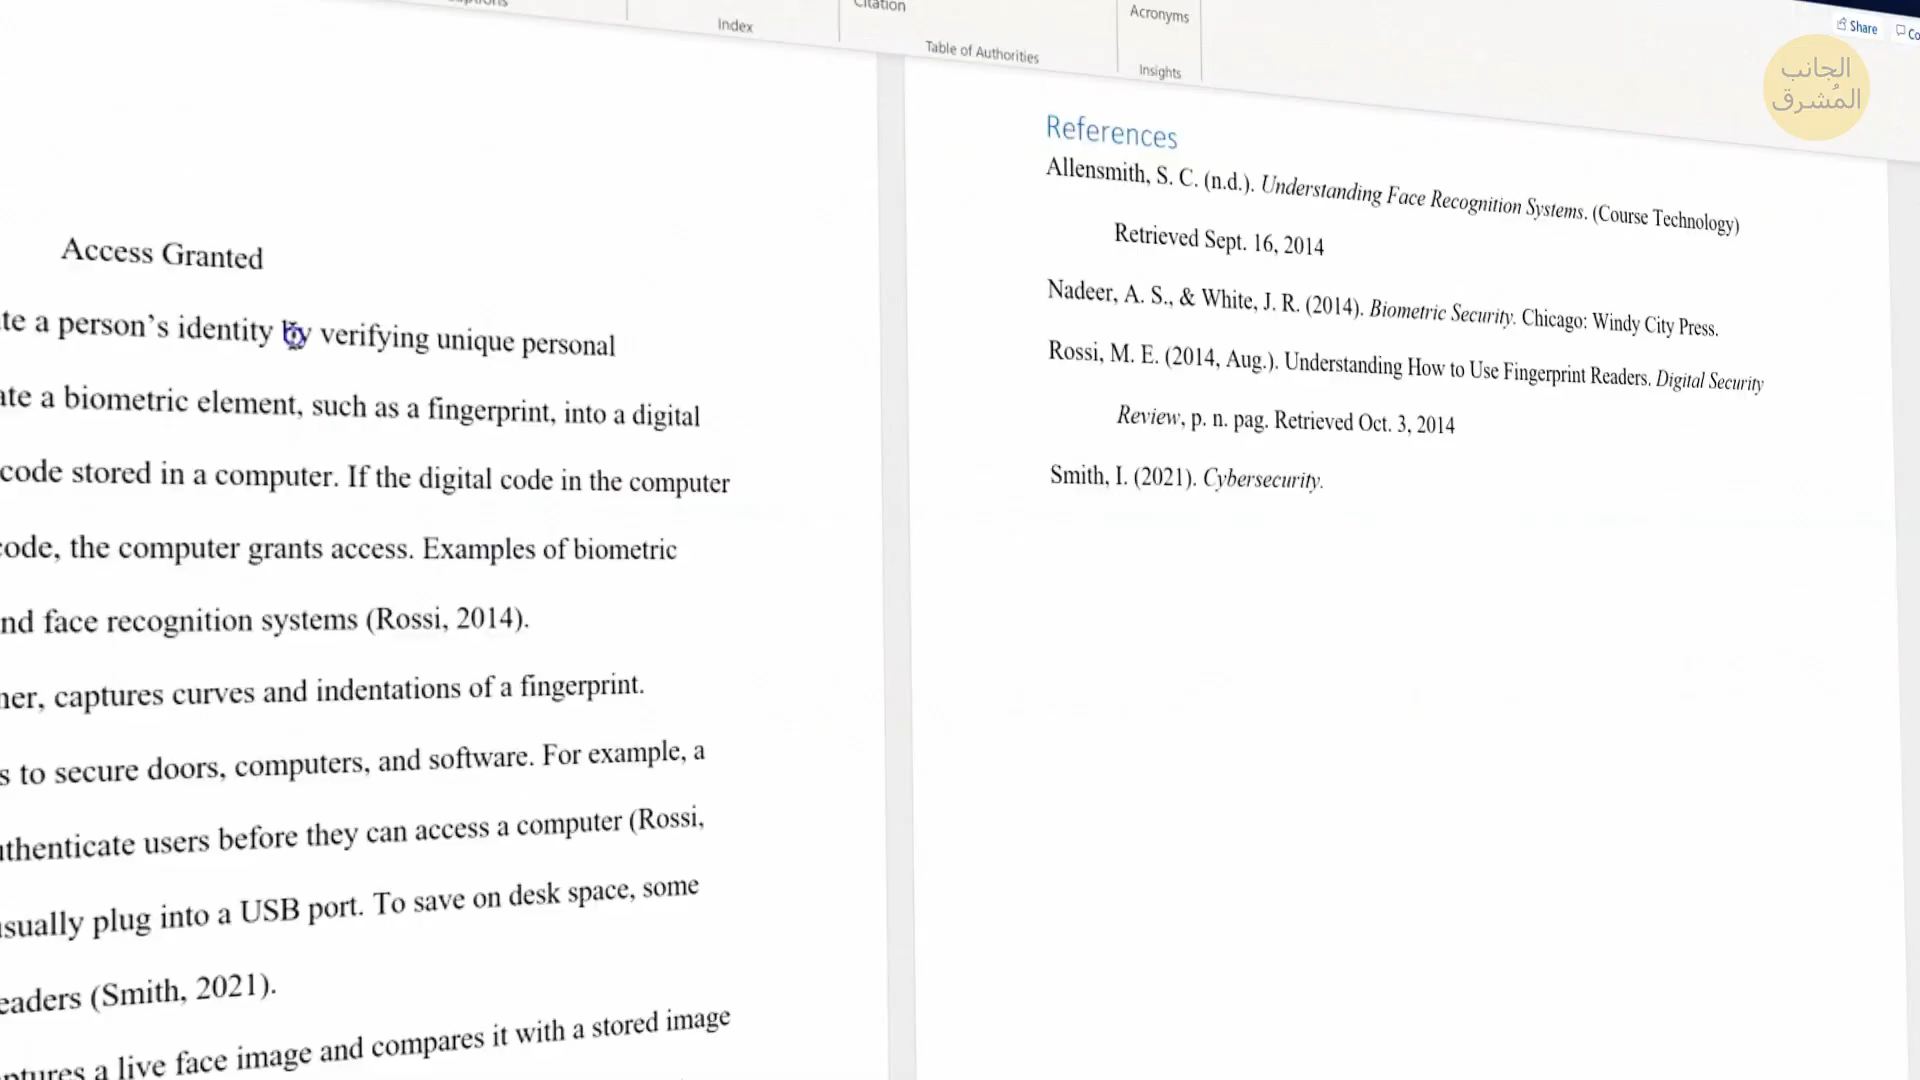 Index
Citation
Table of Authorities
Acronyms
Insights
Share
الجانب
المُشرق
Access Granted
te a person's identity by verifying unique personal
ate a biometric element, such as a fingerprint, into a digital
code stored in a computer. If the digital code in the computer
code, the computer grants access. Examples of biometric
nd face recognition systems (Rossi, 2014).
ner, captures curves and indentations of a fingerprint.
s to secure doors, computers, and software. For example, a
uthenticate users before they can access a computer (Rossi,
usually plug into a USB port. To save on desk space, some
eaders (Smith, 2021).
ptures a live face image and compares it with a stored image
References
Allensmith, S. C. (n.d.). Understanding Face Recognition Systems. (Course Technology)
Retrieved Sept. 16, 2014
Nadeer, A. S., & White, J. R. (2014). Biometric Security. Chicago: Windy City Press.
Rossi, M. E. (2014, Aug.). Understanding How to Use Fingerprint Readers. Digital Security
Review, p. n. pag. Retrieved Oct. 3, 2014
Smith, I. (2021). Cybersecurity.